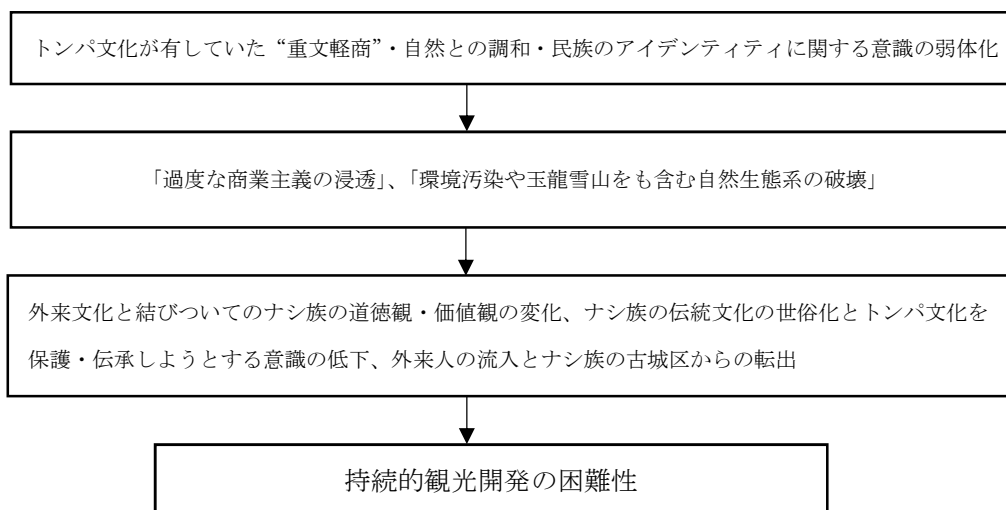 トンパ文化が有していた“重文軽商”・自然との調和・民族のアイデンティティに関する意識の弱体化
「過度な商業主義の浸透」、「環境汚染や玉龍雪山をも含む自然生態系の破壊」
外来文化と結びついてのナシ族の道徳観・価値観の変化、ナシ族の伝統文化の世俗化とトンパ文化を
保護・伝承しようとする意識の低下、外来人の流入とナシ族の古城区からの転出
持続的観光開発の困難性